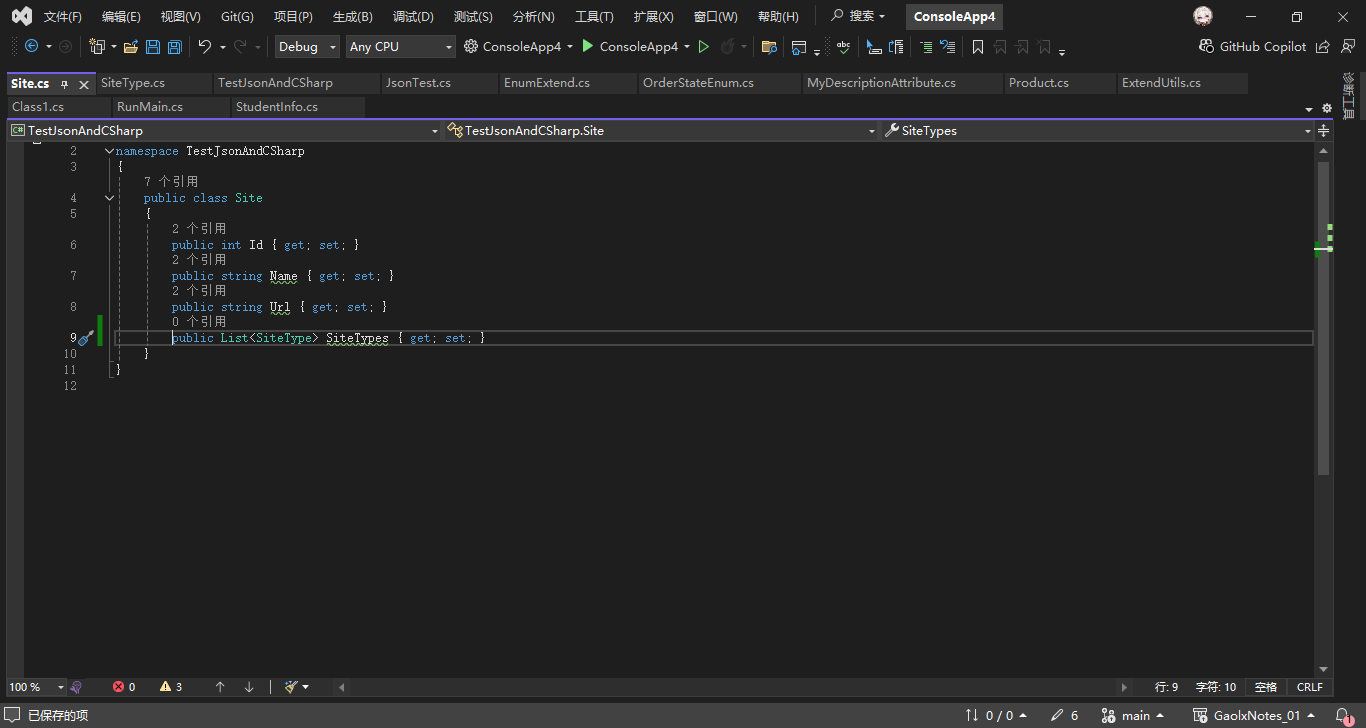 文件(F) 编辑(E) 视图(V) Git(G) 项目(P) 生成(B) 调试(D) 测试(S) 分析(N) 工具(T) 扩展(X) 窗口(W) 帮助(H) 搜索 ConsoleApp4
Debug Any CPU ConsoleApp4 ConsoleApp4 abc GitHub Copilot
Site.cs SiteType.cs TestJsonAndCSharp JsonTest.cs EnumExtend.cs OrderStateEnum.cs MyDescriptionAttribute.cs Product.cs ExtendUtils.cs
Class1.cs RunMain.cs StudentInfo.cs
诊断工具
C# TestJsonAndCSharp TestJsonAndCSharp.Site SiteTypes
2 namespace TestJsonAndCSharp
3 {
7 个引用
4 public class Site
5 {
2 个引用
6 public int Id { get; set; }
2 个引用
7 public string Name { get; set; }
2 个引用
8 public string Url { get; set; }
0 个引用
9 public List<SiteType> SiteTypes { get; set; }
10 }
11 }
12
100 % 0 3 行: 9 字符: 10 空格 CRLF
已保存的项 0 / 0 6 main GaolxNotes_01 1